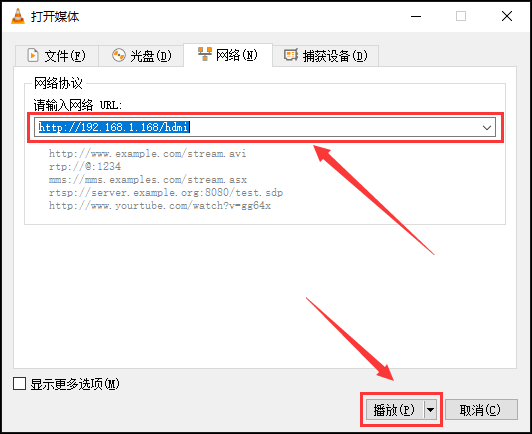 打开媒体
文件(F) 光盘(D) 网络(N) 捕获设备(D)
网络协议
请输入网络 URL:
http://192.168.1.168/hdmi
http://www.example.com/stream.avi
rtp://@:1234
mms://mms.examples.com/stream.asx
rtsp://server.example.org:8080/test.sdp
http://www.yourtube.com/watch?v=gg64x
显示更多选项(M)
播放(P) 取消(C)